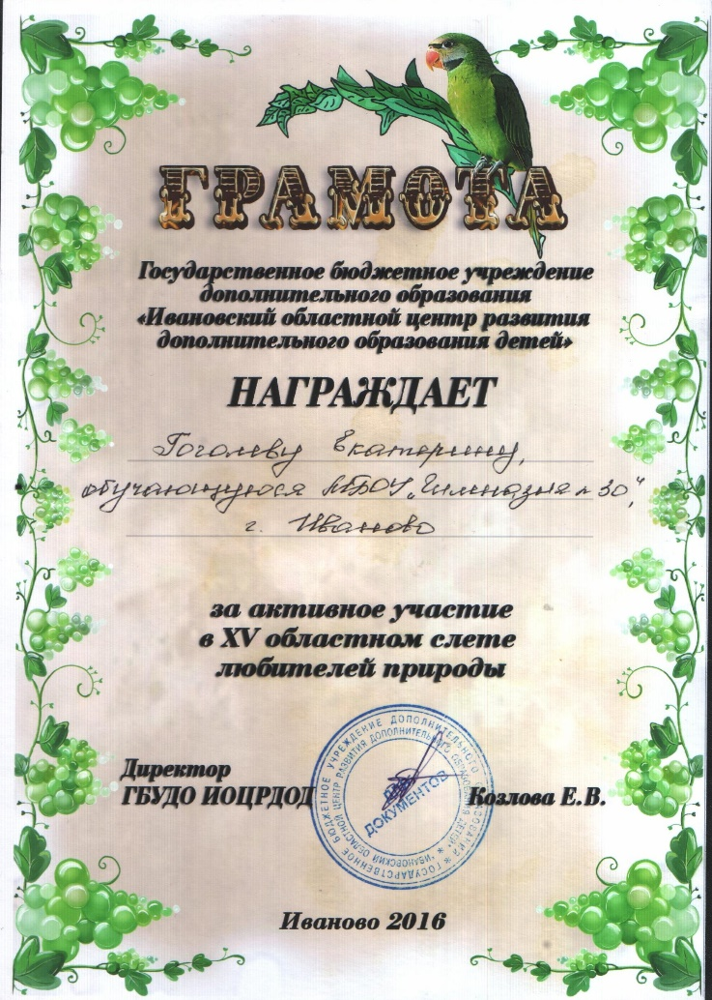 ГРАМОТА
Государственное бюджетное учреждение
дополнительного образования
«Ивановский областной центр развития
дополнительного образования детей»
НАГРАЖДАЕТ
Гоголеву Екатерину,
обучающуюся МБОУ „Гимназия № 30",
г. Иваново
за активное участие
в XV областном слете
любителей природы
ГОСУДАРСТВЕННОЕ БЮДЖЕТНОЕ УЧРЕЖДЕНИЕ ДОПОЛНИТЕЛЬНОГО ОБРАЗОВАНИЯ
"ИВАНОВСКИЙ ОБЛАСТНОЙ ЦЕНТР РАЗВИТИЯ ДОПОЛНИТЕЛЬНОГО ОБРАЗОВАНИЯ ДЕТЕЙ"
ДОКУМЕНТОВ
Директор
ГБУДО ИОЦРДОД Козлова Е.В.
Иваново 2016